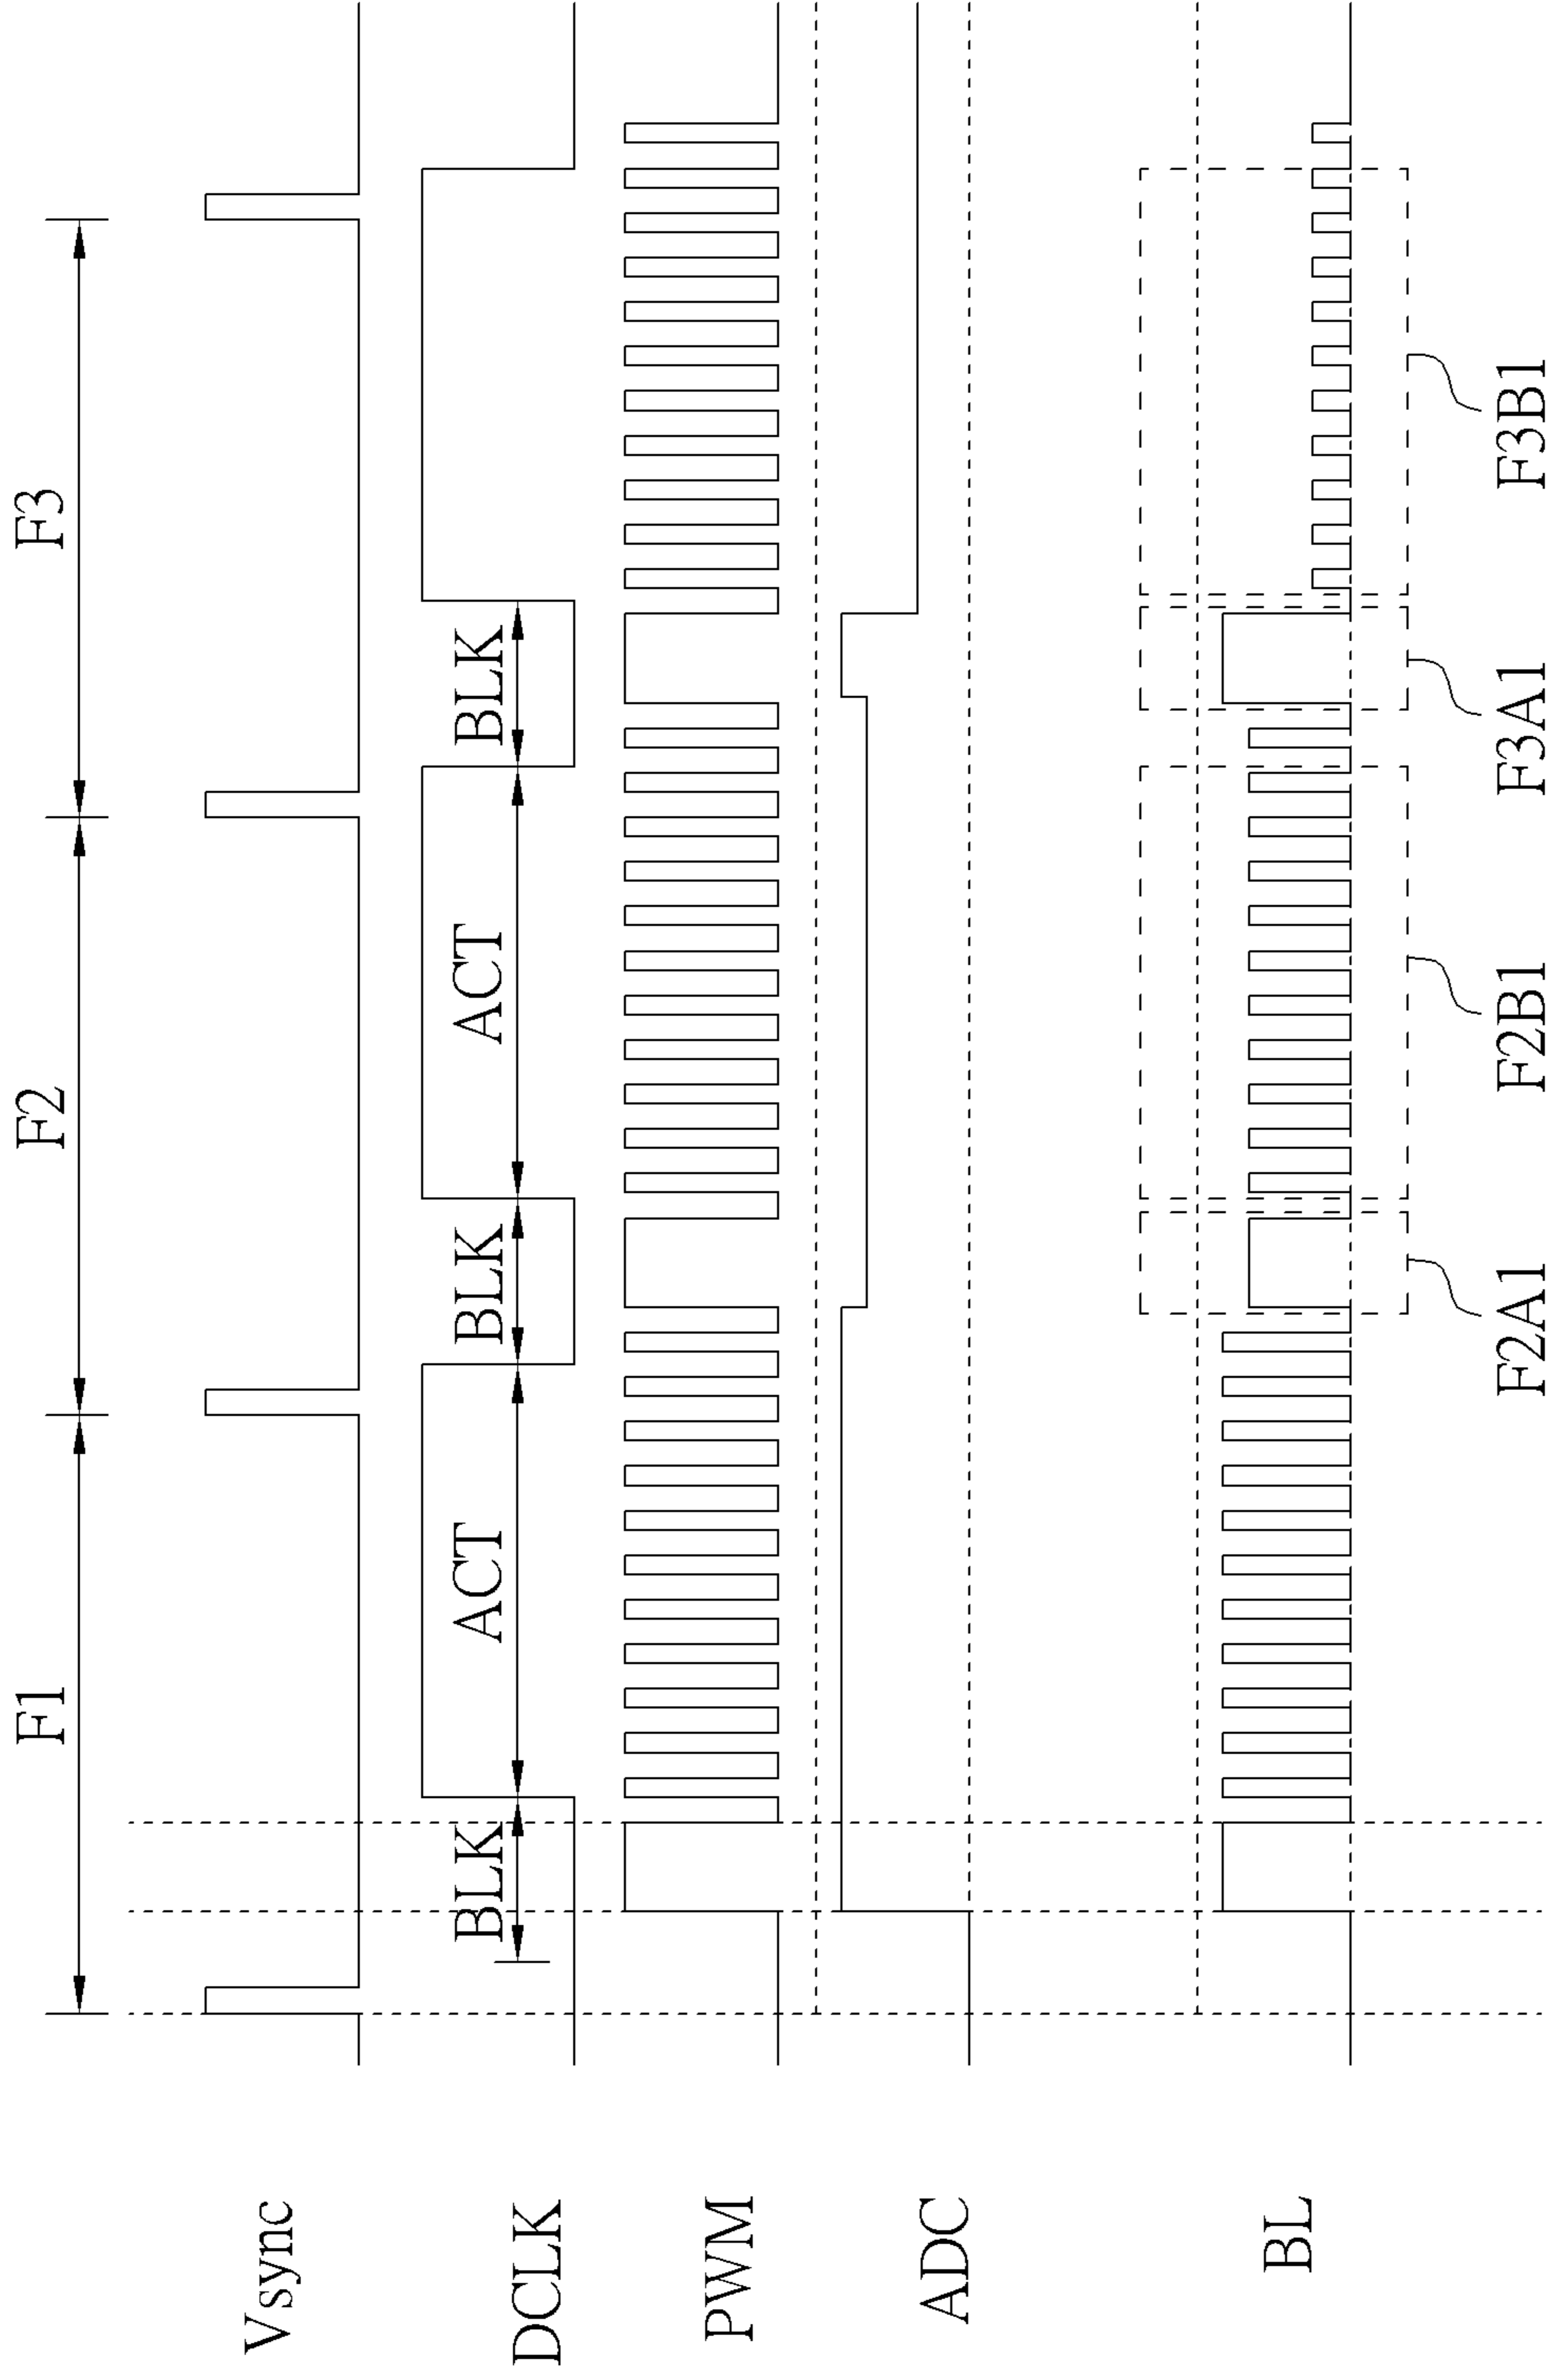 F1 F2 F3
Vsync
DCLK BLK ACT BLK ACT BLK
PWM
ADC
BL
F2A1 F2B1 F3A1 F3B1